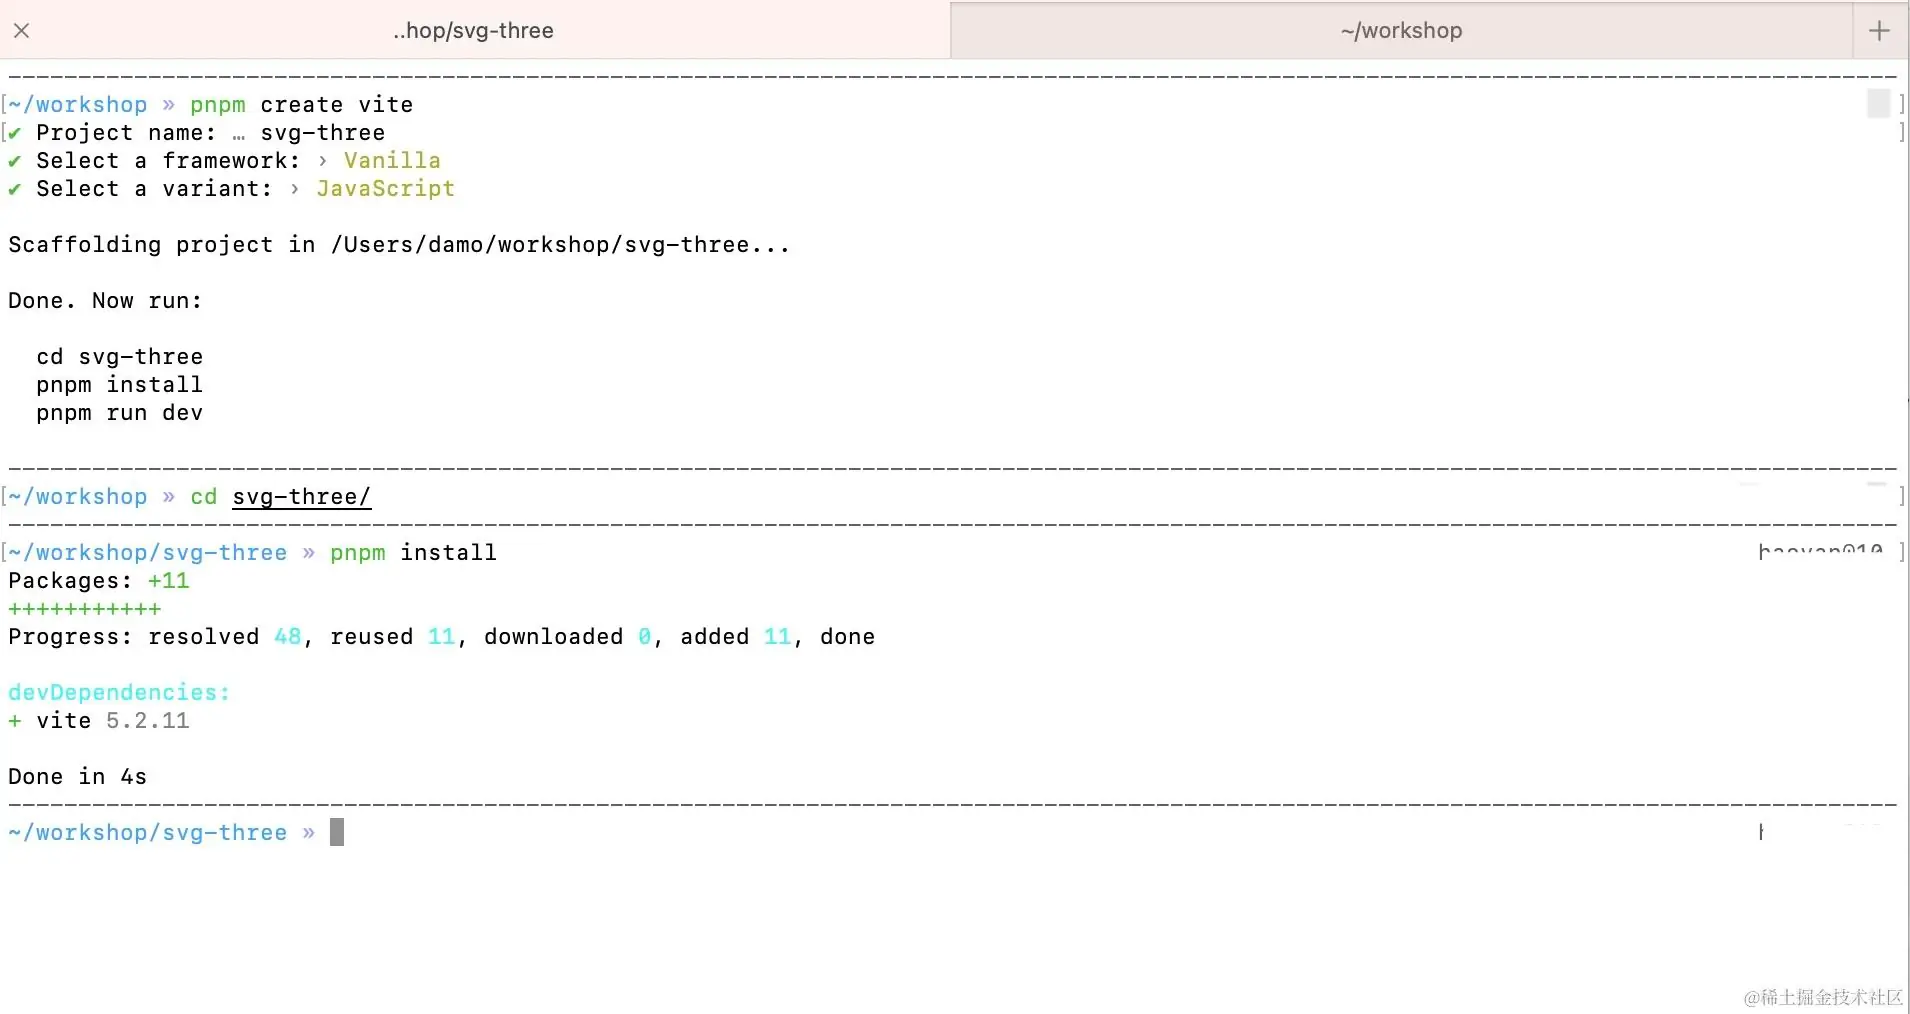 ..hop/svg-three
~/workshop
--------------------------------------------------------------------------------------------------------------------------------------
[~/workshop » pnpm create vite ]
[✔ Project name: … svg-three ]
✔ Select a framework: › Vanilla
✔ Select a variant: › JavaScript
Scaffolding project in /Users/damo/workshop/svg-three...
Done. Now run:
cd svg-three
pnpm install
pnpm run dev
--------------------------------------------------------------------------------------------------------------------------------------
[~/workshop » cd svg-three/ ]
--------------------------------------------------------------------------------------------------------------------------------------
[~/workshop/svg-three » pnpm install ]
Packages: +11
+++++++++++
Progress: resolved 48, reused 11, downloaded 0, added 11, done
devDependencies:
+ vite 5.2.11
Done in 4s
--------------------------------------------------------------------------------------------------------------------------------------
~/workshop/svg-three »
@稀土掘金技术社区